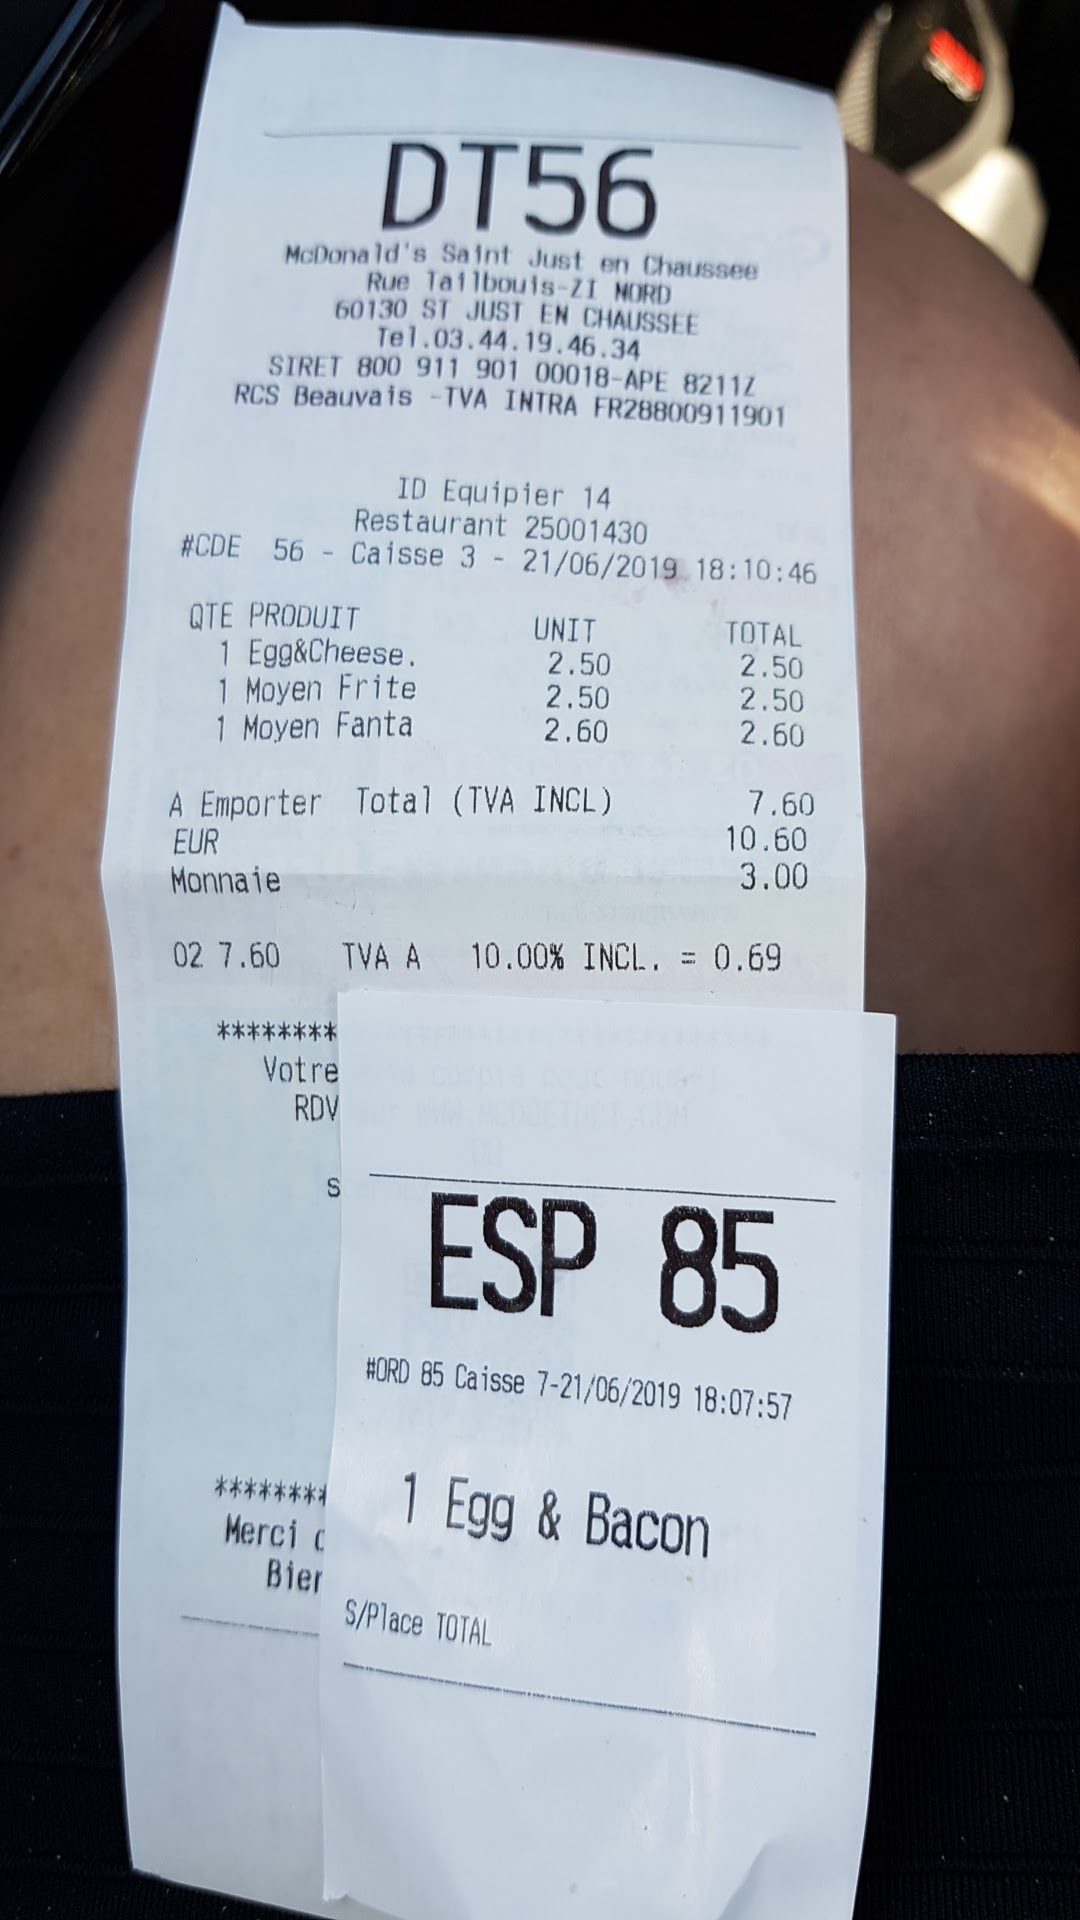 DT56
McDonald's Saint Just en Chaussee
Rue Tailbouis-ZI NORD
60130 ST JUST EN CHAUSSEE
Tel.03.44.19.46.34
SIRET 800 911 901 00018-APE 8211Z
RCS Beauvais -TVA INTRA FR28800911901
ID Equipier 14
Restaurant 25001430
#CDE 56 - Caisse 3 - 21/06/2019 18:10:46
QTE PRODUIT UNIT TOTAL
1 Egg&Cheese. 2.50 2.50
1 Moyen Frite 2.50 2.50
1 Moyen Fanta 2.60 2.60
A Emporter Total (TVA INCL) 7.60
EUR 10.60
Monnaie 3.00
02 7.60 TVA A 10.00% INCL. = 0.69
********
Votre
RDV
s
ESP 85
#ORD 85 Caisse 7-21/06/2019 18:07:57
1 Egg & Bacon
S/Place TOTAL
********
Merci
Bien